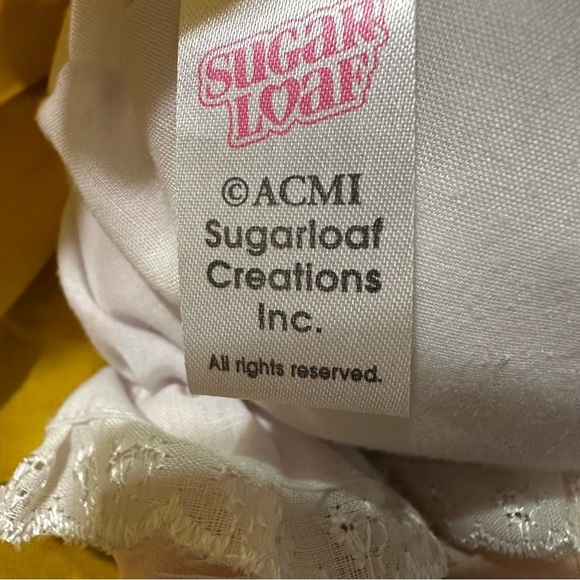 SUGAR
LOAF
©ACMI
Sugarloaf
Creations
Inc.
All rights reserved.